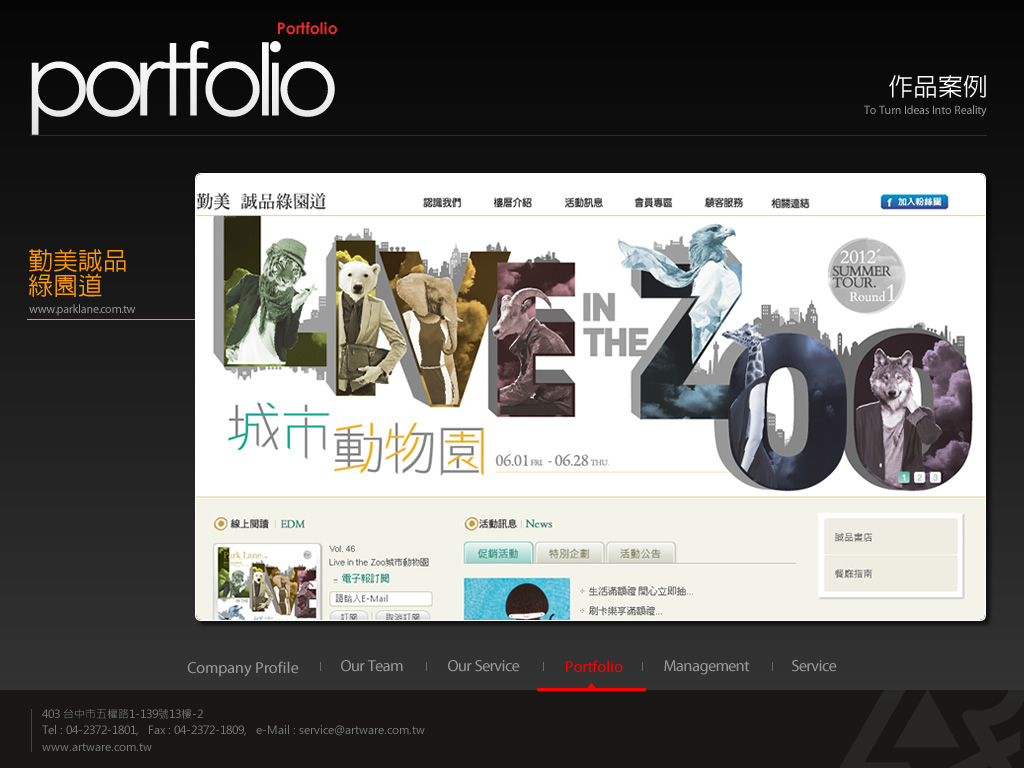 Portfolio
portfolio
作品案例
To Turn Ideas Into Reality
勤美誠品
綠園道
www.parklane.com.tw
勤美 誠品綠園道
認識我們 樓層介紹 活動訊息 會員專區 顧客服務 相關連結
f 加入粉絲團
LIVE IN THE ZOO
2012
SUMMER
TOUR.
Round 1
城市
動物園
06.01 FRI. - 06.28 THU.
1 2 3
線上閱讀 | EDM
Park Lane
Vol. 46
Live in the Zoo城市動物園
電子報訂閱
請輸入E-Mail
訂閱 取消訂閱
活動訊息 | News
促銷活動 特別企劃 活動公告
生活滿額禮 開心立即抽...
刷卡樂享滿額禮...
誠品書店
餐廳指南
Company Profile | Our Team | Our Service | Portfolio | Management | Service
403 台中市五權路1-139號13樓-2
Tel : 04-2372-1801, Fax : 04-2372-1809, e-Mail : service@artware.com.tw
www.artware.com.tw